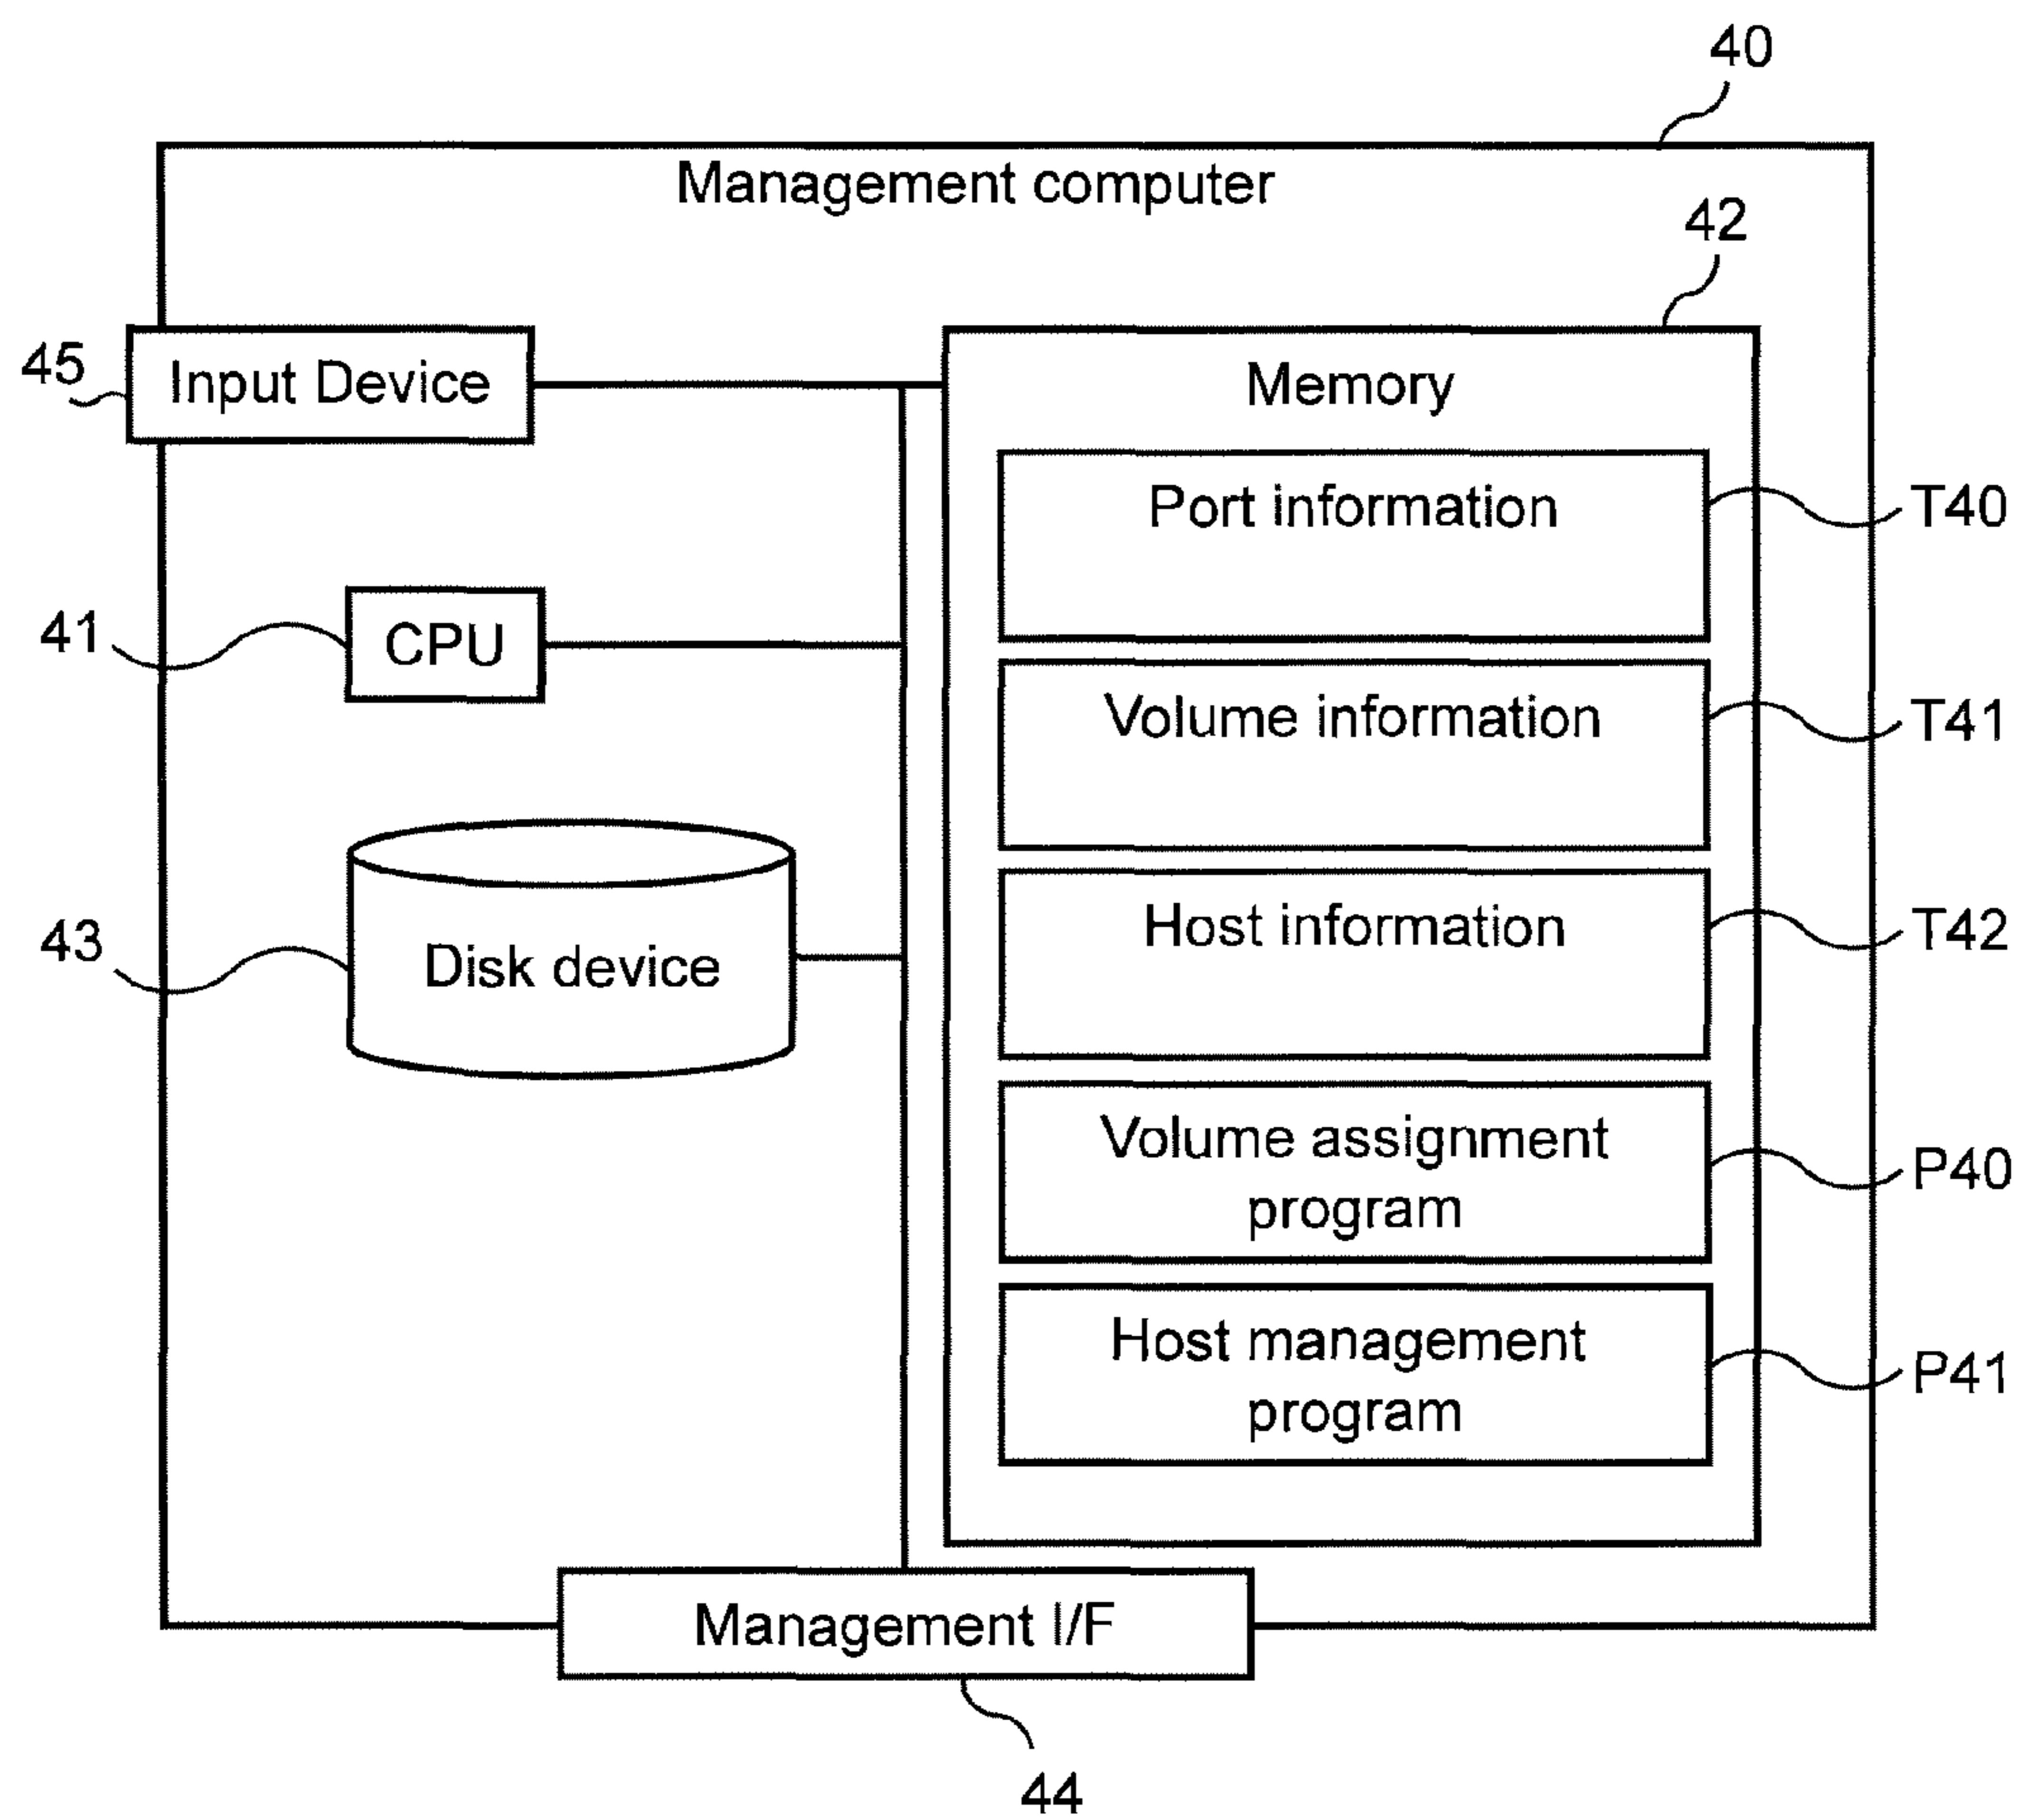 40
Management computer
42
45
Input Device
Memory
Port information
T40
41
CPU
Volume information
T41
43
Disk device
Host information
T42
Volume assignment
program
P40
Host management
program
P41
Management I/F
44